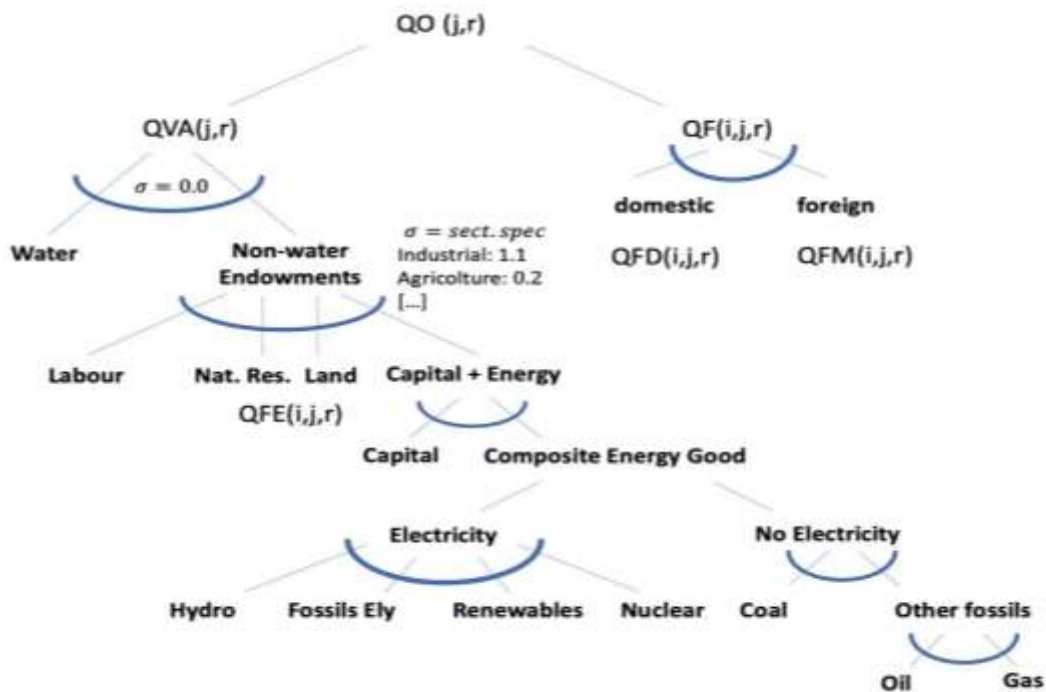 QO (j,r)
QVA(j,r)
QF(i,j,r)
σ = 0.0
domestic
foreign
Water
Non-water
Endowments
σ = sect. spec
Industrial: 1.1
Agricolture: 0.2
[...]
QFD(i,j,r)
QFM(i,j,r)
Labour
Nat. Res.
Land
Capital + Energy
QFE(i,j,r)
Capital
Composite Energy Good
Electricity
No Electricity
Hydro
Fossils Ely
Renewables
Nuclear
Coal
Other fossils
Oil
Gas